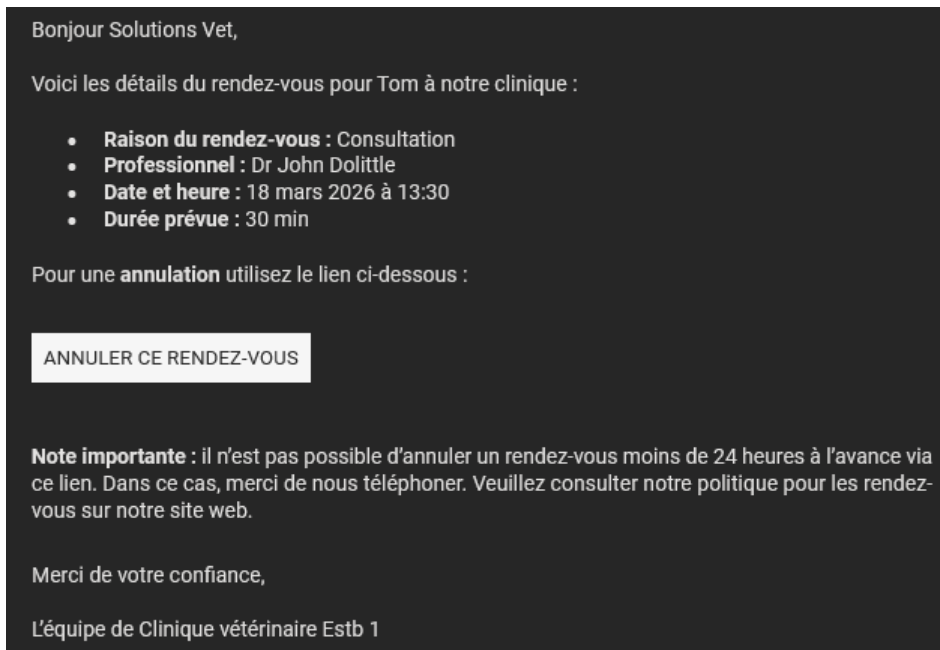 Bonjour Solutions Vet,
Voici les détails du rendez-vous pour Tom à notre clinique :
• Raison du rendez-vous : Consultation
• Professionnel : Dr John Dolittle
• Date et heure : 18 mars 2026 à 13:30
• Durée prévue : 30 min
Pour une annulation utilisez le lien ci-dessous :
ANNULER CE RENDEZ-VOUS
Note importante : il n’est pas possible d’annuler un rendez-vous moins de 24 heures à l’avance via
ce lien. Dans ce cas, merci de nous téléphoner. Veuillez consulter notre politique pour les rendez-
vous sur notre site web.
Merci de votre confiance,
L’équipe de Clinique vétérinaire Estb 1